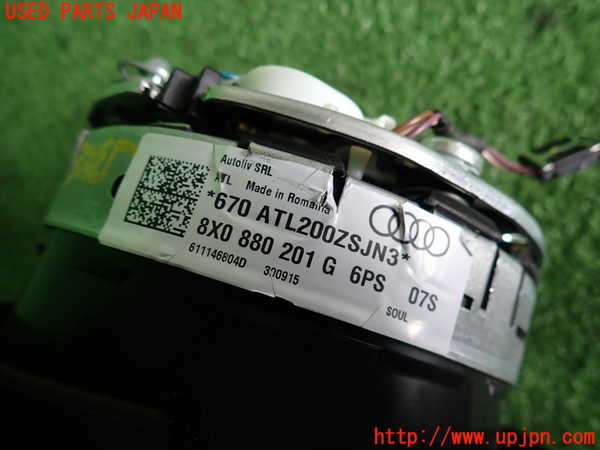 USED PARTS JAPAN
Autoliv SRL
ATL Made in Romania
*670 ATL200ZSJN3*
8X0 880 201 G 6PS 07S
611146604D 300915
SOUL
http://www.upjpn.com